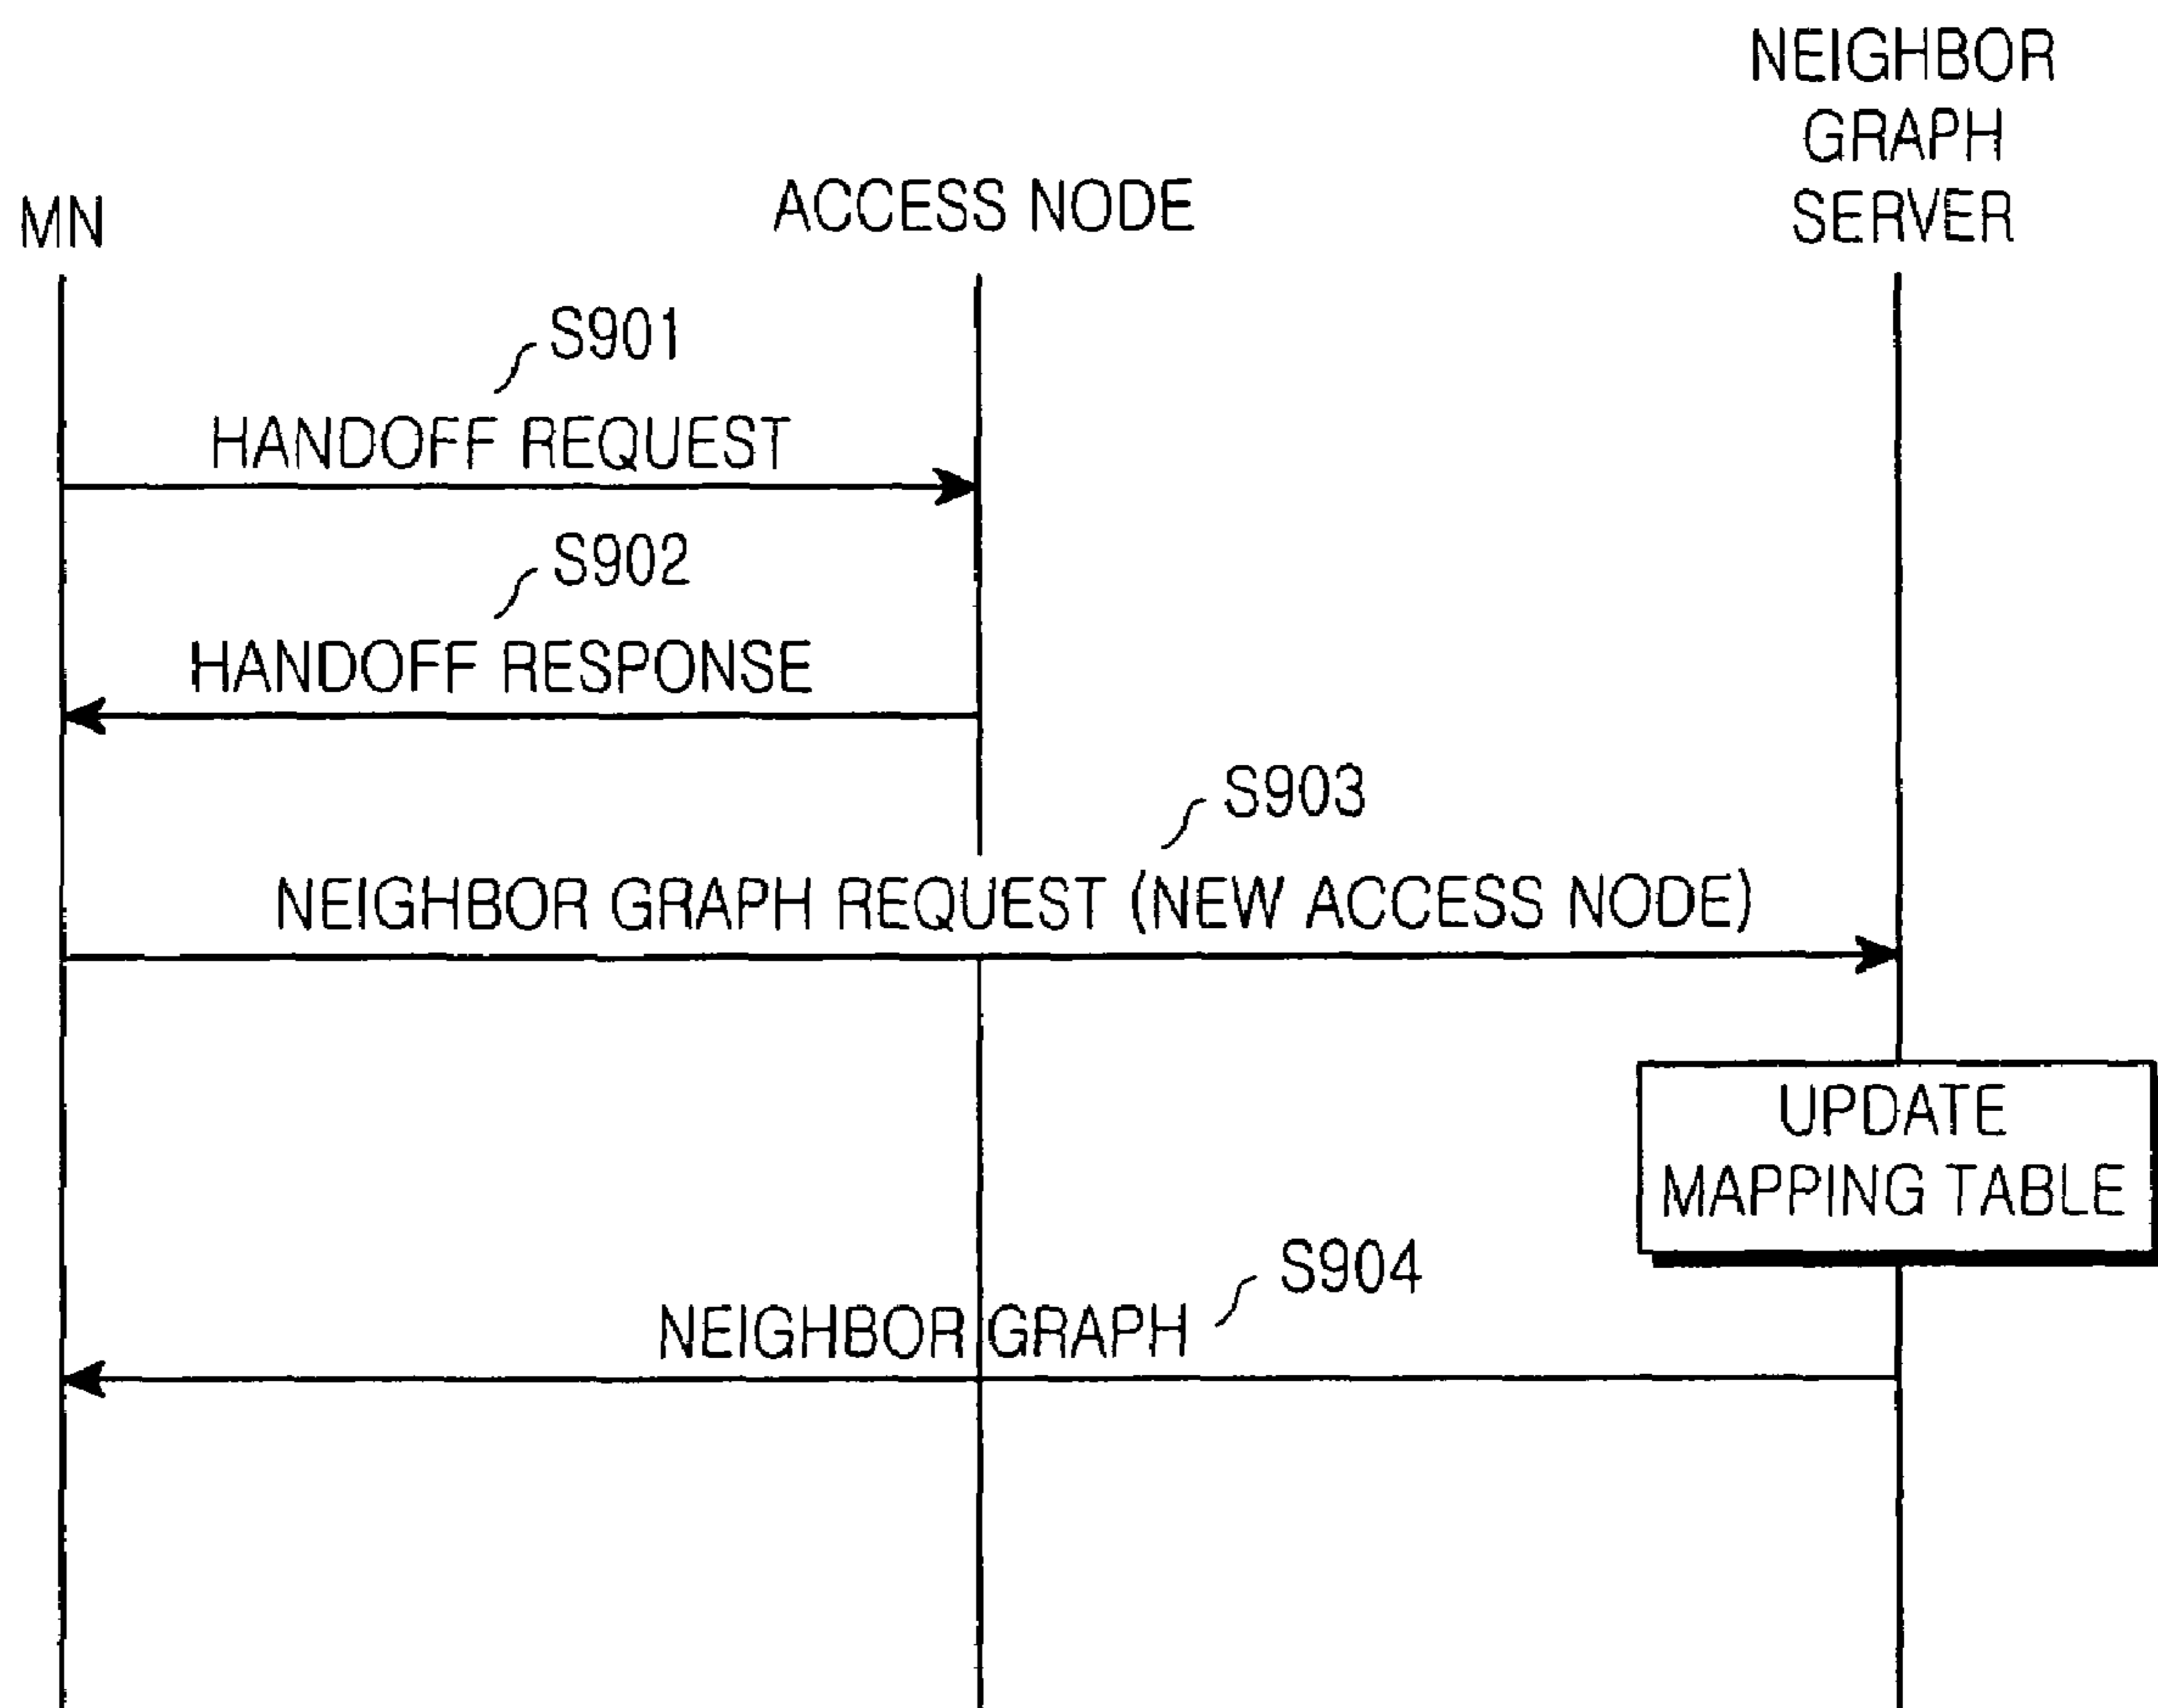 NEIGHBOR
GRAPH
SERVER
MN
ACCESS NODE
S901
HANDOFF REQUEST
S902
HANDOFF RESPONSE
S903
NEIGHBOR GRAPH REQUEST (NEW ACCESS NODE)
UPDATE
MAPPING TABLE
S904
NEIGHBOR GRAPH